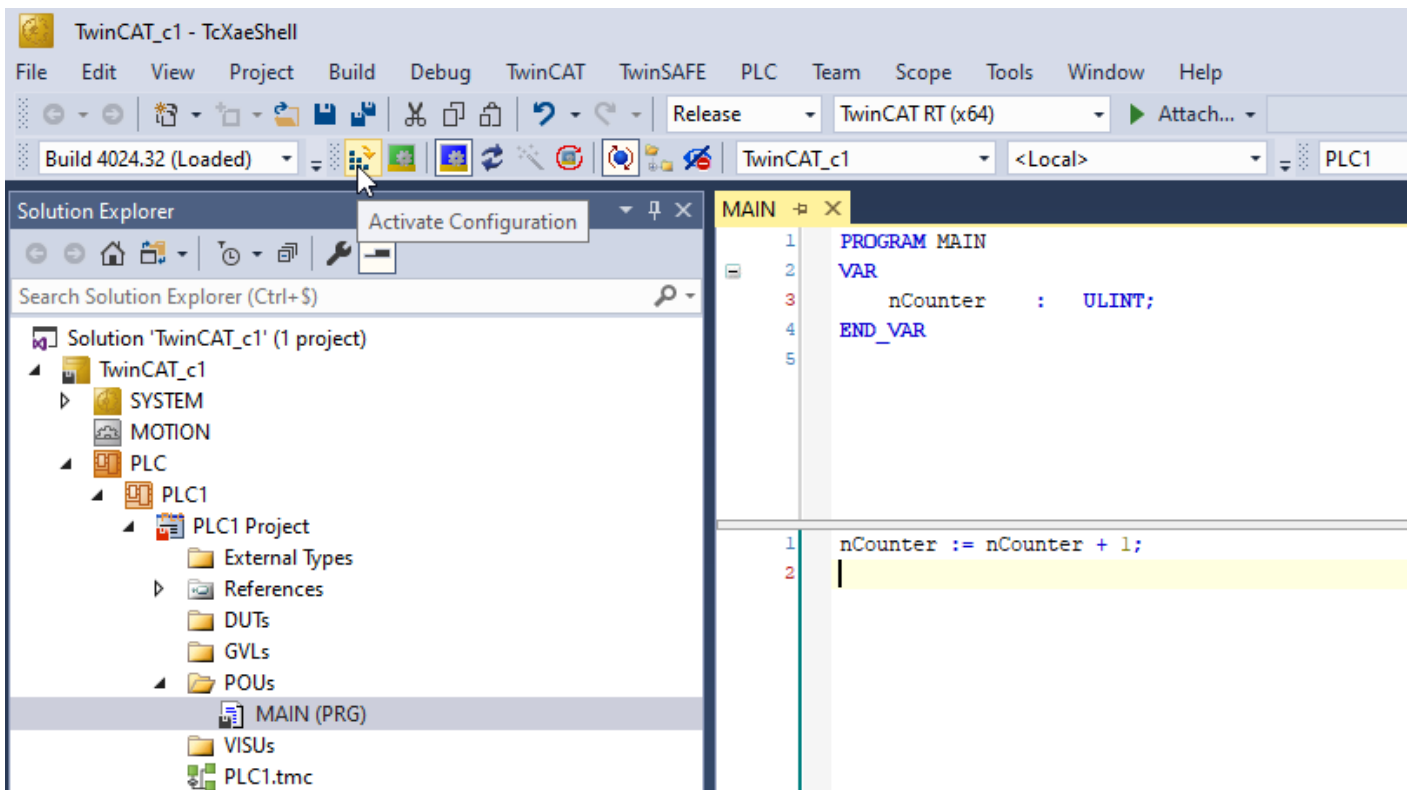 TwinCAT_c1 - TcXaeShell
File Edit View Project Build Debug TwinCAT TwinSAFE PLC Team Scope Tools Window Help
Release TwinCAT RT (x64) Attach...
Build 4024.32 (Loaded) TwinCAT_c1 <Local> PLC1
Solution Explorer
Activate Configuration
Search Solution Explorer (Ctrl+$)
Solution 'TwinCAT_c1' (1 project)
TwinCAT_c1
SYSTEM
MOTION
PLC
PLC1
PLC1 Project
External Types
References
DUTs
GVLs
POUs
MAIN (PRG)
VISUs
PLC1.tmc
MAIN
1 PROGRAM MAIN
2 VAR
3 nCounter : ULINT;
4 END_VAR
5
1 nCounter := nCounter + 1;
2